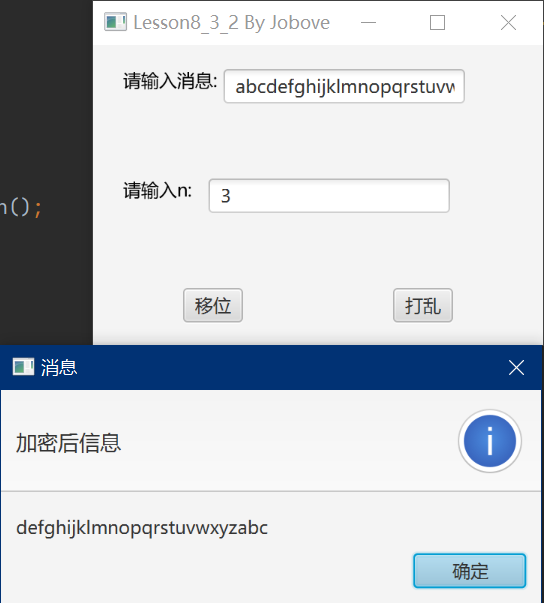 Lesson8_3_2 By Jobove
请输入消息: abcdefghijklmnopqrstuvw
n();
请输入n: 3
移位 打乱
消息
加密后信息
defghijklmnopqrstuvwxyzabc
确定